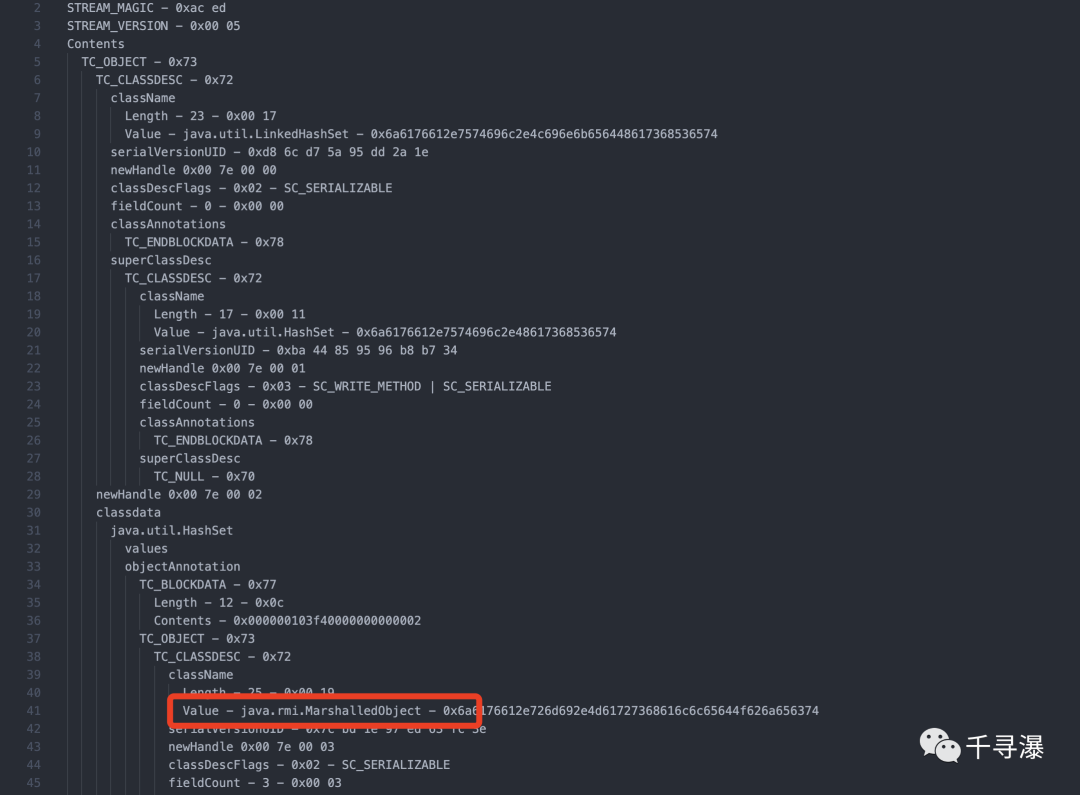 2 STREAM_MAGIC - 0xac ed
3 STREAM_VERSION - 0x00 05
4 Contents
5 TC_OBJECT - 0x73
6 TC_CLASSDESC - 0x72
7 className
8 Length - 23 - 0x00 17
9 Value - java.util.LinkedHashSet - 0x6a6176612e7574696c2e4c696e6b656448617368536574
10 serialVersionUID - 0xd8 6c d7 5a 95 dd 2a 1e
11 newHandle 0x00 7e 00 00
12 classDescFlags - 0x02 - SC_SERIALIZABLE
13 fieldCount - 0 - 0x00 00
14 classAnnotations
15 TC_ENDBLOCKDATA - 0x78
16 superClassDesc
17 TC_CLASSDESC - 0x72
18 className
19 Length - 17 - 0x00 11
20 Value - java.util.HashSet - 0x6a6176612e7574696c2e48617368536574
21 serialVersionUID - 0xba 44 85 95 96 b8 b7 34
22 newHandle 0x00 7e 00 01
23 classDescFlags - 0x03 - SC_WRITE_METHOD | SC_SERIALIZABLE
24 fieldCount - 0 - 0x00 00
25 classAnnotations
26 TC_ENDBLOCKDATA - 0x78
27 superClassDesc
28 TC_NULL - 0x70
29 newHandle 0x00 7e 00 02
30 classdata
31 java.util.HashSet
32 values
33 objectAnnotation
34 TC_BLOCKDATA - 0x77
35 Length - 12 - 0x0c
36 Contents - 0x000000103f40000000000002
37 TC_OBJECT - 0x73
38 TC_CLASSDESC - 0x72
39 className
40 Length - 25 - 0x00 19
41 Value - java.rmi.MarshalledObject - 0x6a6176612e726d692e4d61727368616c6c65644f626a656374
42 serialVersionUID - 0x7c bd 1e 97 ed 63 fc 3e
43 newHandle 0x00 7e 00 03
44 classDescFlags - 0x02 - SC_SERIALIZABLE
45 fieldCount - 3 - 0x00 03
千寻瀑